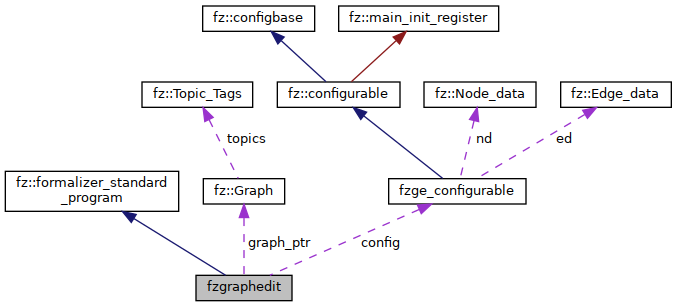 fz::configbase
fz::main_init_register
fz::Topic_Tags
fz::configurable
fz::Node_data
fz::Edge_data
topics
nd
ed
fz::formalizer_standard
_program
fz::Graph
fzge_configurable
graph_ptr
config
fzgraphedit